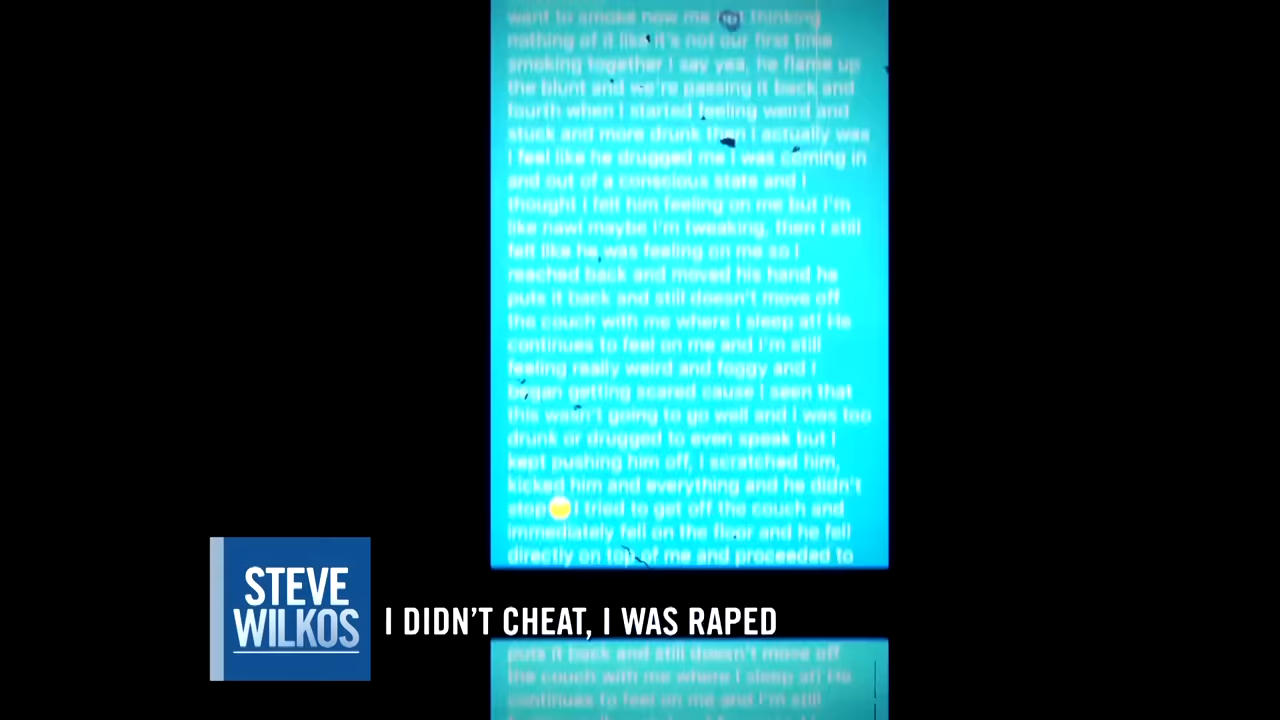 want to smoke now me not thinking
nothing of it like it's not our first time
smoking together I say yea, he flame up
the blunt and we're passing it back and
fourth when I started feeling weird and
stuck and more drunk than I actually was
I feel like he drugged me I was coming in
and out of a conscious state and I
thought I felt him feeling on me but I'm
like naw! maybe I'm tweaking, then I still
felt like he was feeling on me so I
reached back and moved his hand he
puts it back and still doesn't move off
the couch with me where I sleep at! He
continues to feel on me and I'm still
feeling really weird and foggy and I
began getting scared cause I seen that
this wasn't going to go well and I was too
drunk or drugged to even speak but I
kept pushing him off, I scratched him,
kicked him and everything and he didn't
stop I tried to get off the couch and
immediately fell on the floor and he fell
directly on top of me and proceeded to
STEVE
WILKOS
I DIDN'T CHEAT, I WAS RAPED
puts it back and still doesn't move off
the couch with me where I sleep at! He
continues to feel on me and I'm still